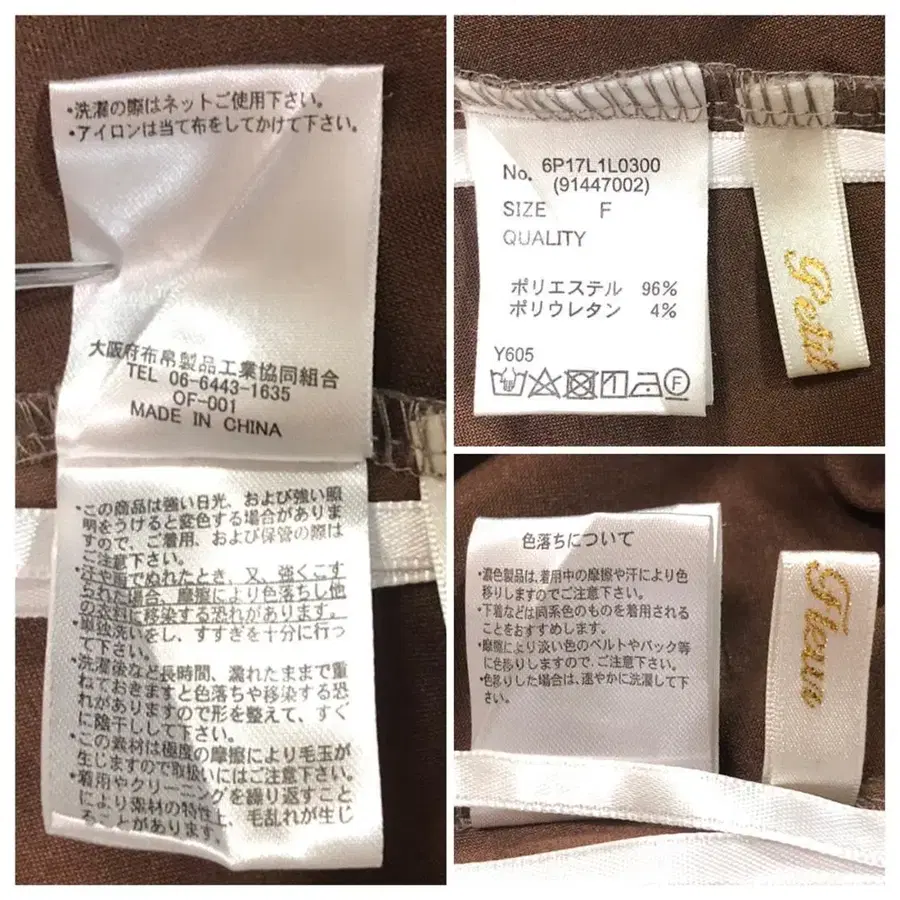 ・洗濯の際はネットご使用下さい。
・アイロンは当て布をしてかけて下さい。
大阪府布帛製品工業協同組合
TEL 06-6443-1635
OF-001
MADE IN CHINA
・この商品は強い日光、および強い照
明をうけると変色する場合がありま
すので、ご着用、および保管の際は
ご注意下さい。
・汗や雨でぬれたとき、又、強くこす
られた場合、摩擦により色落ちし他
の衣料に移染する恐れがあります。
・単独洗いをし、すすぎを十分に行っ
て下さい。
・洗濯後など長時間、濡れたままで重
ねておきますと色落ちや移染する恐
れがありますので形を整えて、すぐ
に陰干しして下さい。
・この素材は極度の摩擦により毛玉が
生じますので取扱いにはご注意下さい。
・着用やクリーニングを繰り返すこと
により素材の特性上、毛乱れが生じ
ることがあります。
No. 6P17L1L0300
(91447002)
SIZE F
QUALITY
ポリエステル 96%
ポリウレタン 4%
Y605
Petit
色落ちについて
・濃色製品は、着用中の摩擦や汗により色
移りしますのでご注意下さい。
・下着などは同系色のものを着用される
ことをおすすめします。
・摩擦により淡い色のベルトやバック等
に色移りしますので、ご注意下さい。
・色移りした場合は、速やかに洗濯して下
さい。